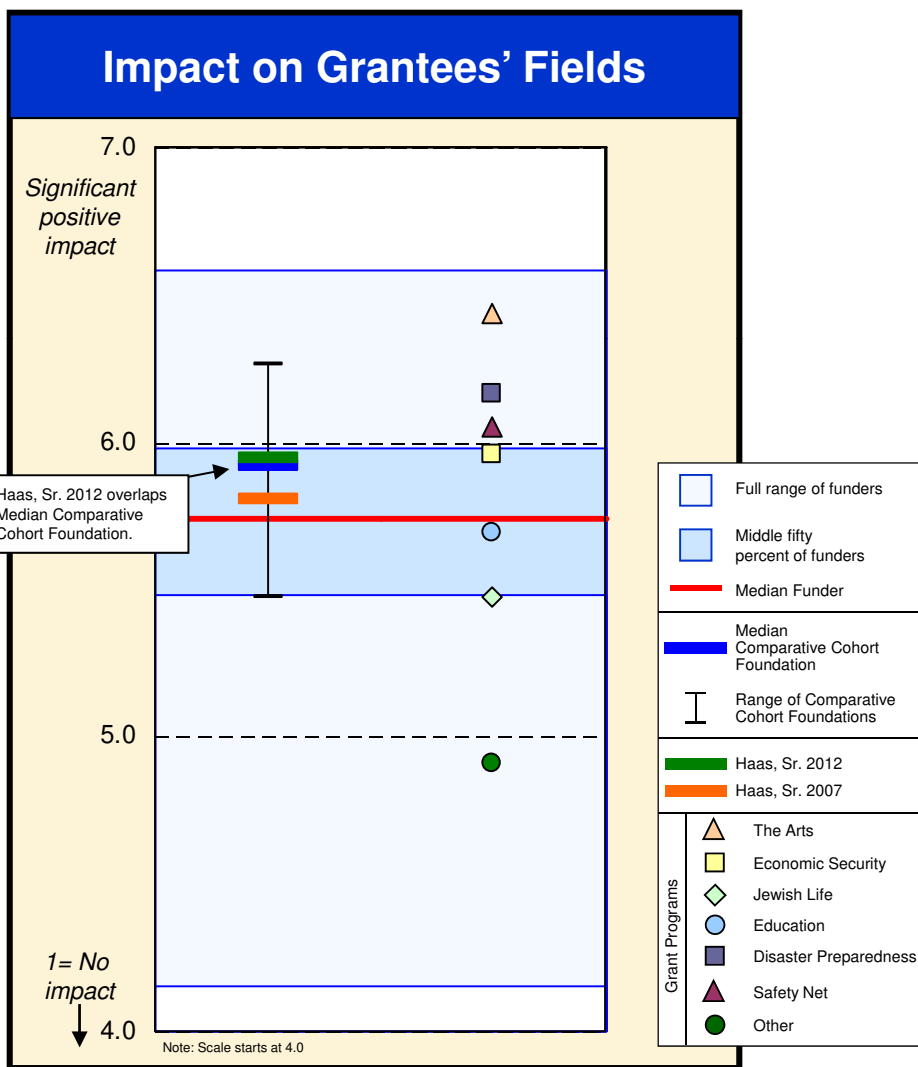 Impact on Grantees’ Fields
7.0
Significant
positive
impact
6.0
Haas, Sr. 2012 overlaps
Median Comparative
Cohort Foundation.
5.0
1= No
impact
4.0
Note: Scale starts at 4.0
Full range of funders
Middle fifty
percent of funders
Median Funder
Median
Comparative Cohort
Foundation
Range of Comparative
Cohort Foundations
Haas, Sr. 2012
Haas, Sr. 2007
Grant Programs
The Arts
Economic Security
Jewish Life
Education
Disaster Preparedness
Safety Net
Other